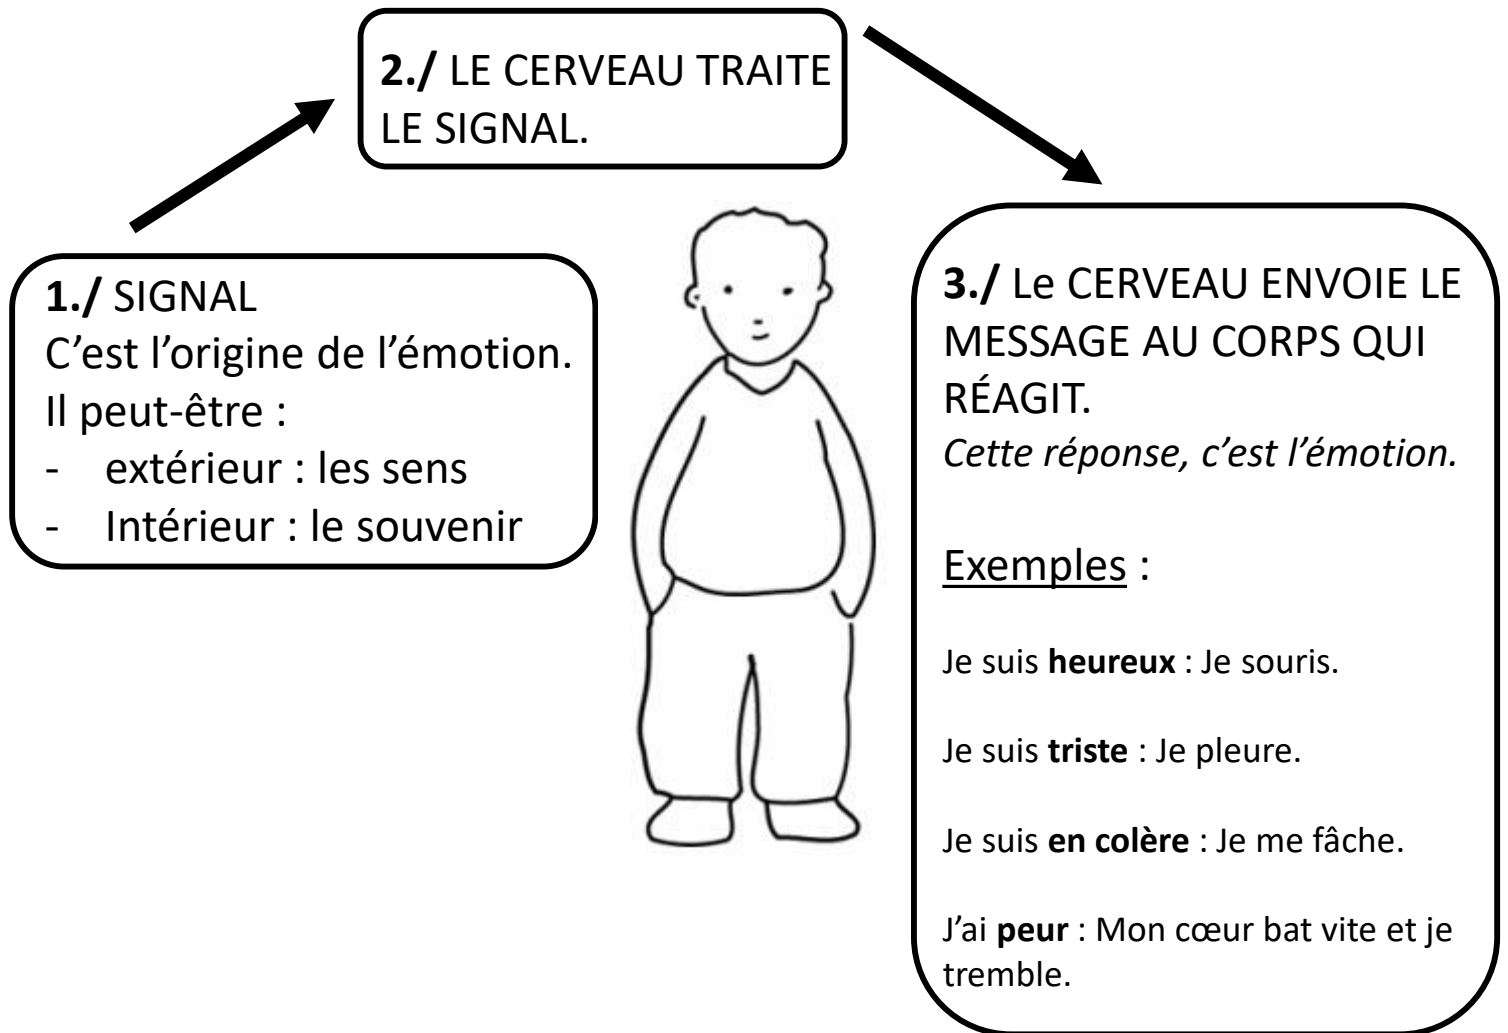 1./ SIGNAL
C’est l’origine de l’émotion.
Il peut-être :
- extérieur : les sens
- Intérieur : le souvenir
2./ LE CERVEAU TRAITE
LE SIGNAL.
3./ Le CERVEAU ENVOIE LE
MESSAGE AU CORPS QUI
RÉAGIT.
Cette réponse, c’est l’émotion.
Exemples :
Je suis heureux : Je souris.
Je suis triste : Je pleure.
Je suis en colère : Je me fâche.
J’ai peur : Mon cœur bat vite et je
tremble.